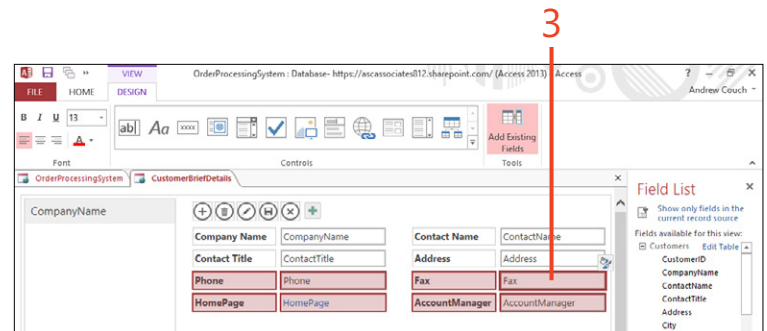 3
VIEW OrderProcessingSystem : Database- https://ascassociates812.sharepoint.com/ (Access 2013) - Access ?
FILE HOME DESIGN Andrew Couch
B I U 13
A
ab Aa xxxx
Add Existing Fields
Font Controls Tools
OrderProcessingSystem CustomerBriefDetails
Field List
Show only fields in the current record source
Fields available for this view:
Customers Edit Table
CustomerID
CompanyName
ContactName
ContactTitle
Address
City
CompanyName
Company Name CompanyName Contact Name ContactName
Contact Title ContactTitle Address Address
Phone Phone Fax Fax
HomePage HomePage AccountManager AccountManager